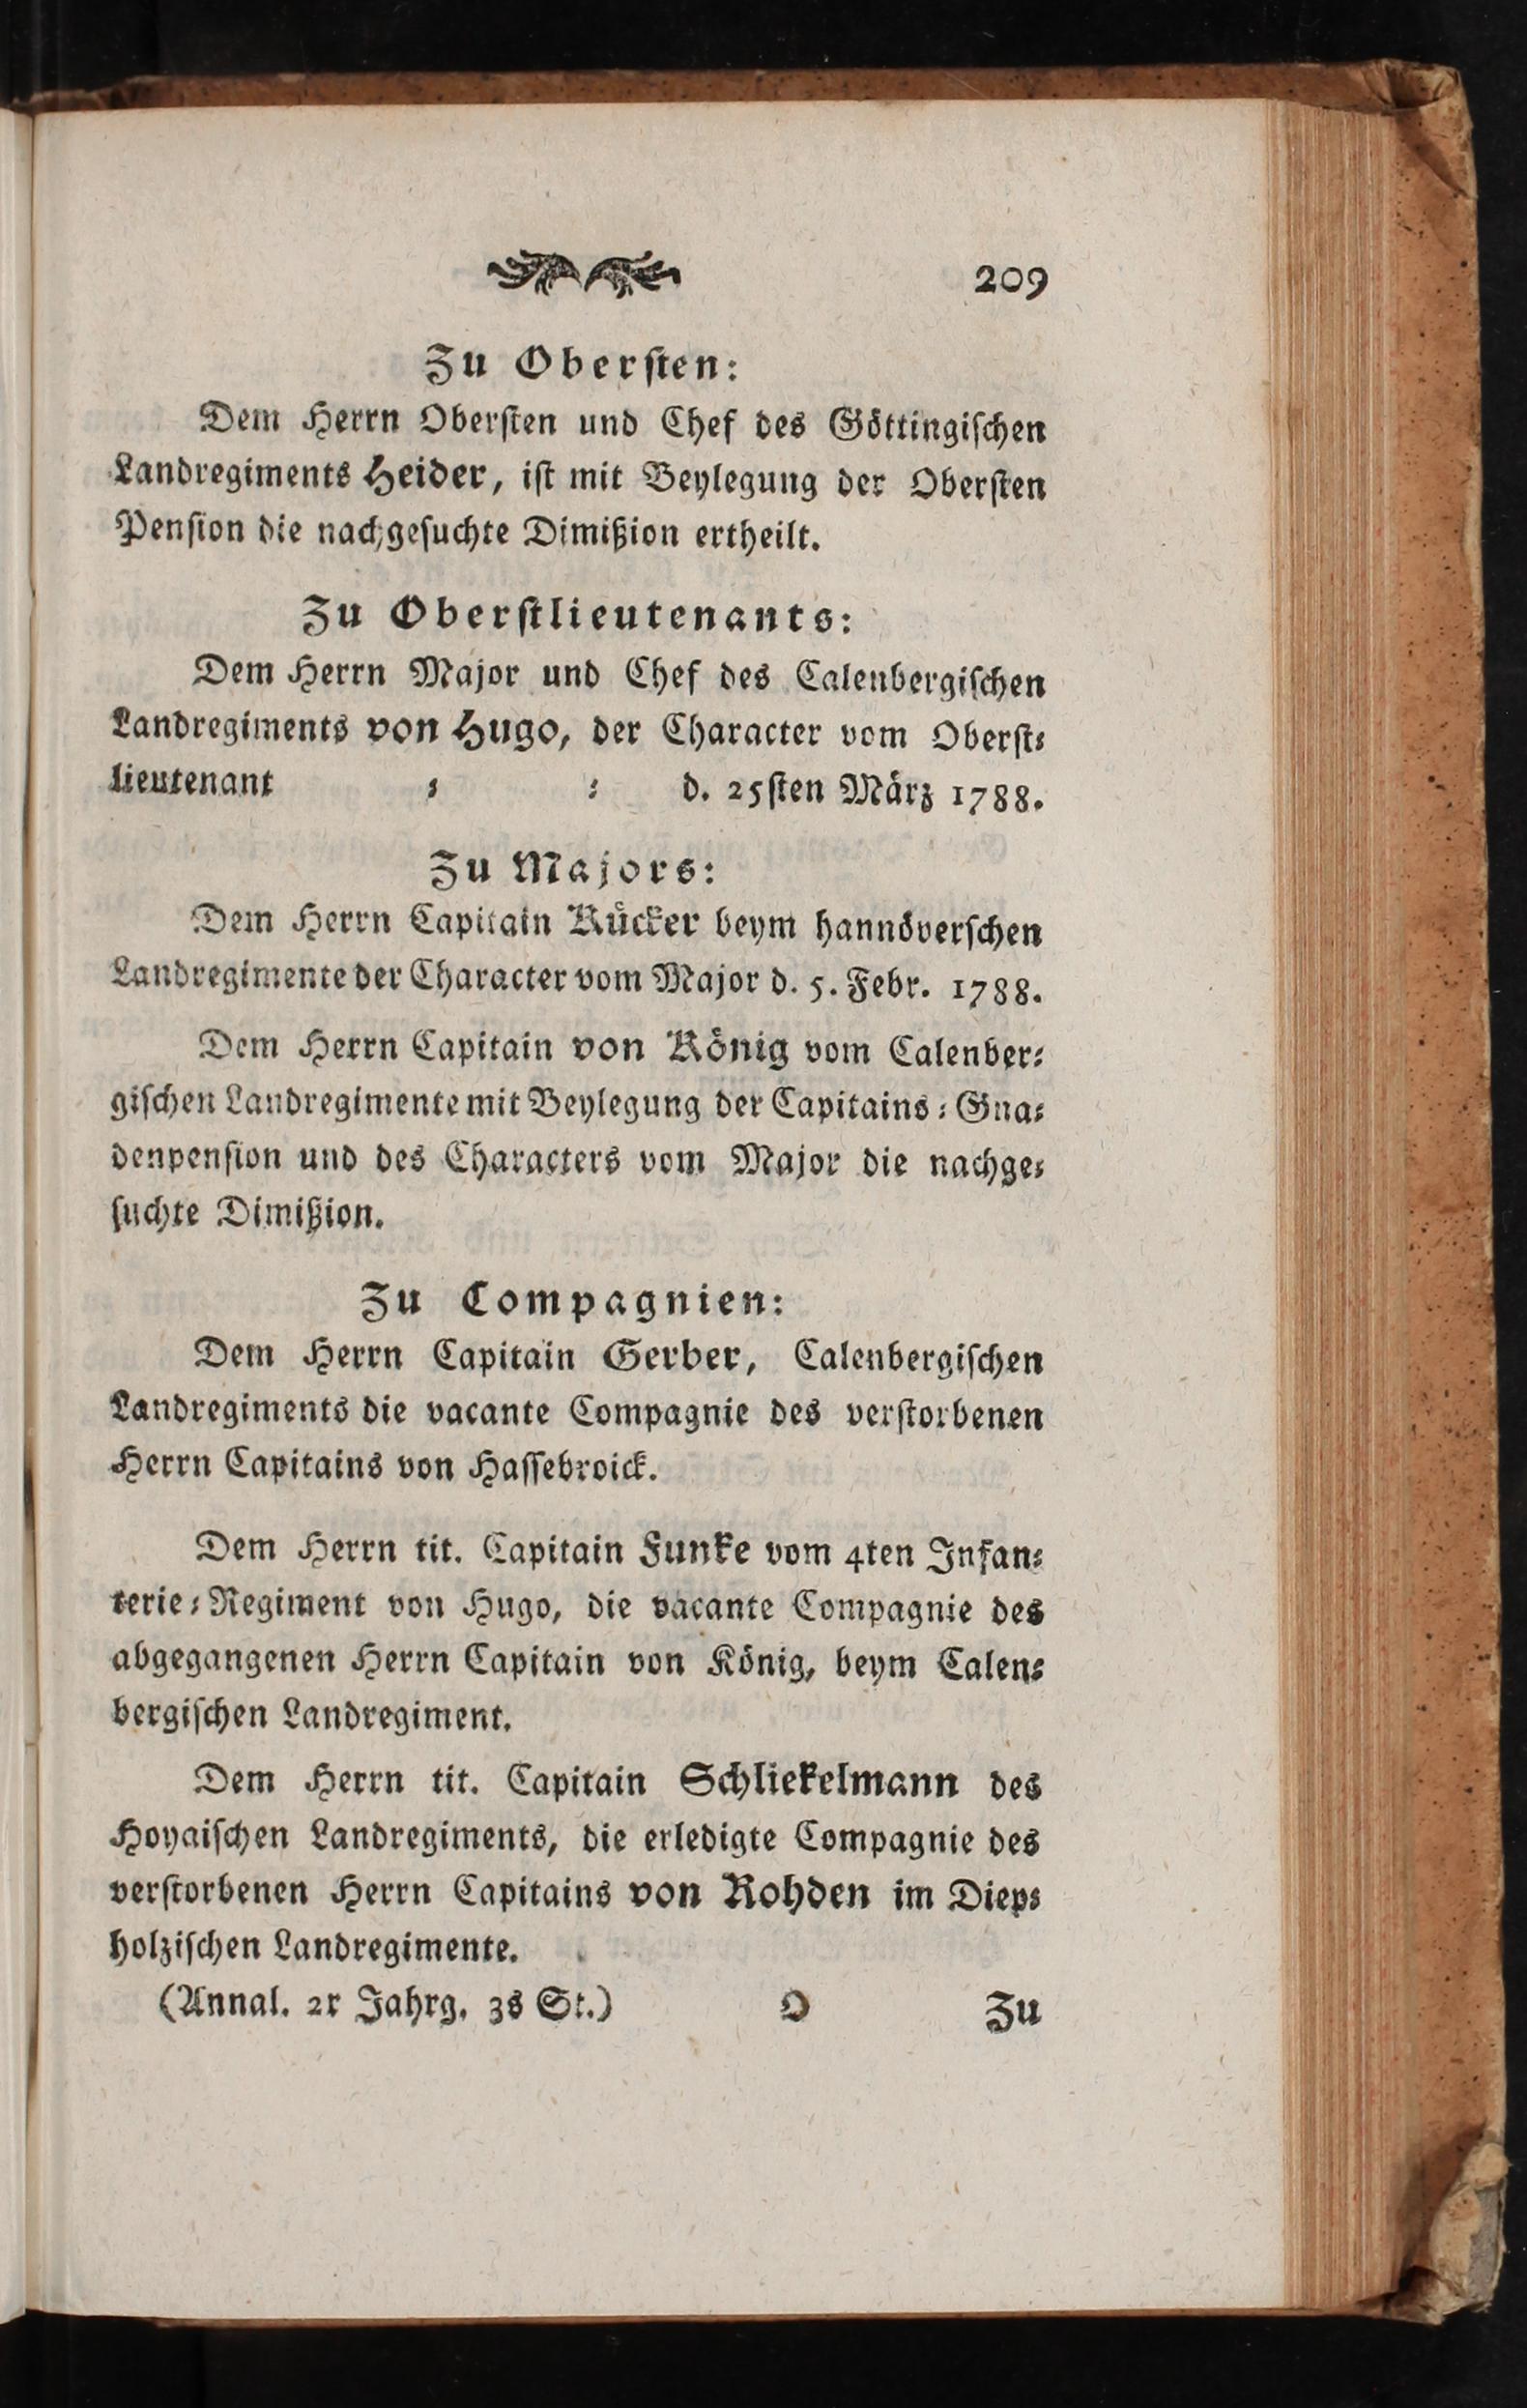 209
Zu Obersten:
Dem Herrn Obersten und Chef des Göttingischen
Landregiments Heider, ist mit Beylegung der Obersten
Pension die nachgesuchte Dimißion ertheilt.
Zu Oberstlieutenants:
Dem Herrn Major und Chef des Calenbergischen
Landregiments von Hugo, der Character vom Oberst=
lieutenant = = d. 25sten März 1788.
Zu Majors:
Dem Herrn Capitain Rücker beym hannöverschen
Landregimente der Character vom Major d. 5. Febr. 1788.
Dem Herrn Capitain von König vom Calenber=
gischen Landregimente mit Beylegung der Capitains=Gna=
denpension und des Characters vom Major die nachge=
suchte Dimißion.
Zu Compagnien:
Dem Herrn Capitain Gerber, Calenbergischen
Landregiments die vacante Compagnie des verstorbenen
Herrn Capitains von Hassebroick.
Dem Herrn tit. Capitain Funke vom 4ten Infan=
terie=Regiment von Hugo, die vacante Compagnie des
abgegangenen Herrn Capitain von König, beym Calen=
bergischen Landregiment.
Dem Herrn tit. Capitain Schliekelmann des
Hoyaischen Landregiments, die erledigte Compagnie des
verstorbenen Herrn Capitains von Rohden im Diep=
holzischen Landregimente.
(Annal. 2r Jahrg. 3s St.) O Zu